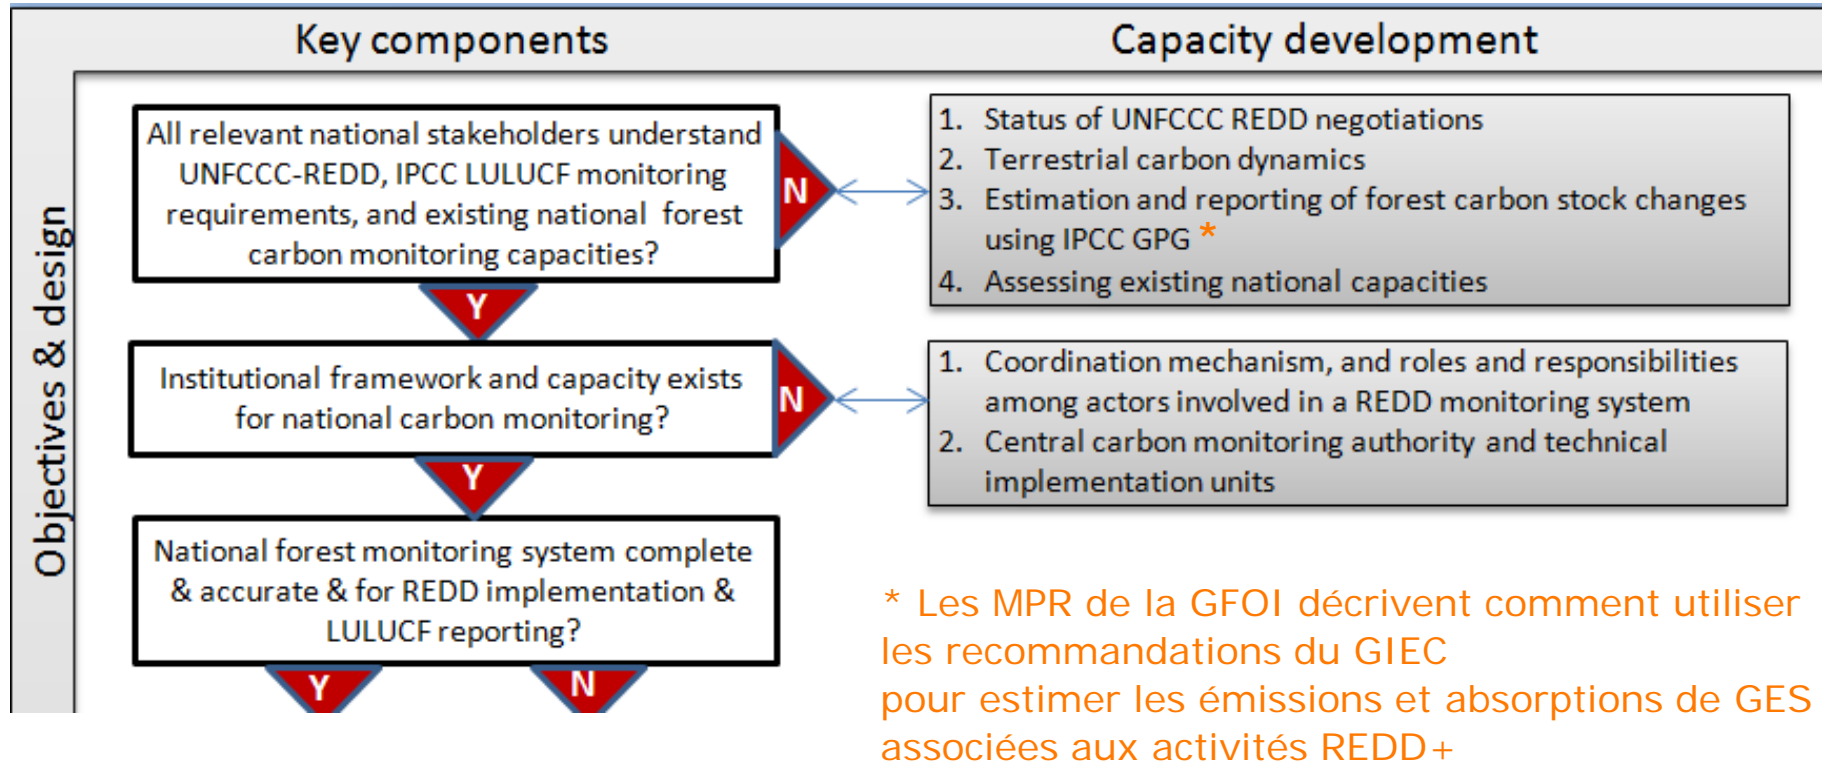 Key components
Capacity development
Objectives & design
All relevant national stakeholders understand
UNFCCC-REDD, IPCC LULUCF monitoring
requirements, and existing national forest
carbon monitoring capacities?
N
Y
1. Status of UNFCCC REDD negotiations
2. Terrestrial carbon dynamics
3. Estimation and reporting of forest carbon stock changes
using IPCC GPG *
4. Assessing existing national capacities
Institutional framework and capacity exists
for national carbon monitoring?
N
Y
1. Coordination mechanism, and roles and responsibilities
among actors involved in a REDD monitoring system
2. Central carbon monitoring authority and technical
implementation units
National forest monitoring system complete
& accurate & for REDD implementation &
LULUCF reporting?
Y
N
* Les MPR de la GFOI décrivent comment utiliser
les recommandations du GIEC
pour estimer les émissions et absorptions de GES
associées aux activités REDD+